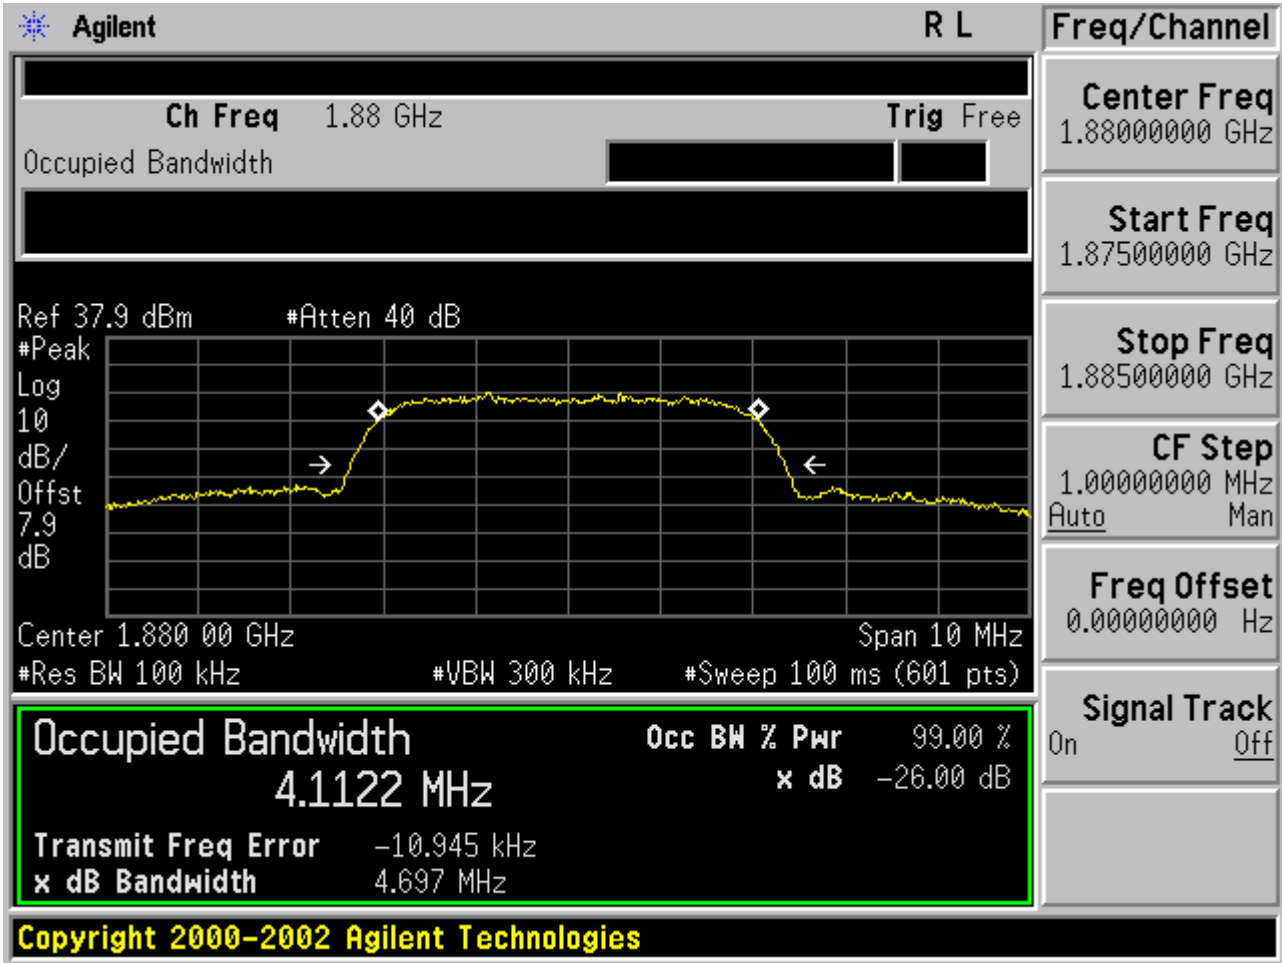 Agilent R L
Ch Freq 1.88 GHz Trig Free
Occupied Bandwidth
Ref 37.9 dBm #Atten 40 dB
#Peak
Log
10
dB/
Offst
7.9
dB
Center 1.880 00 GHz Span 10 MHz
#Res BW 100 kHz #VBW 300 kHz #Sweep 100 ms (601 pts)
Occupied Bandwidth Occ BW % Pwr 99.00 %
4.1122 MHz x dB -26.00 dB
Transmit Freq Error -10.945 kHz
x dB Bandwidth 4.697 MHz
Copyright 2000-2002 Agilent Technologies
Freq/Channel
Center Freq
1.88000000 GHz
Start Freq
1.87500000 GHz
Stop Freq
1.88500000 GHz
CF Step
1.00000000 MHz
Auto Man
Freq Offset
0.00000000 Hz
Signal Track
On Off